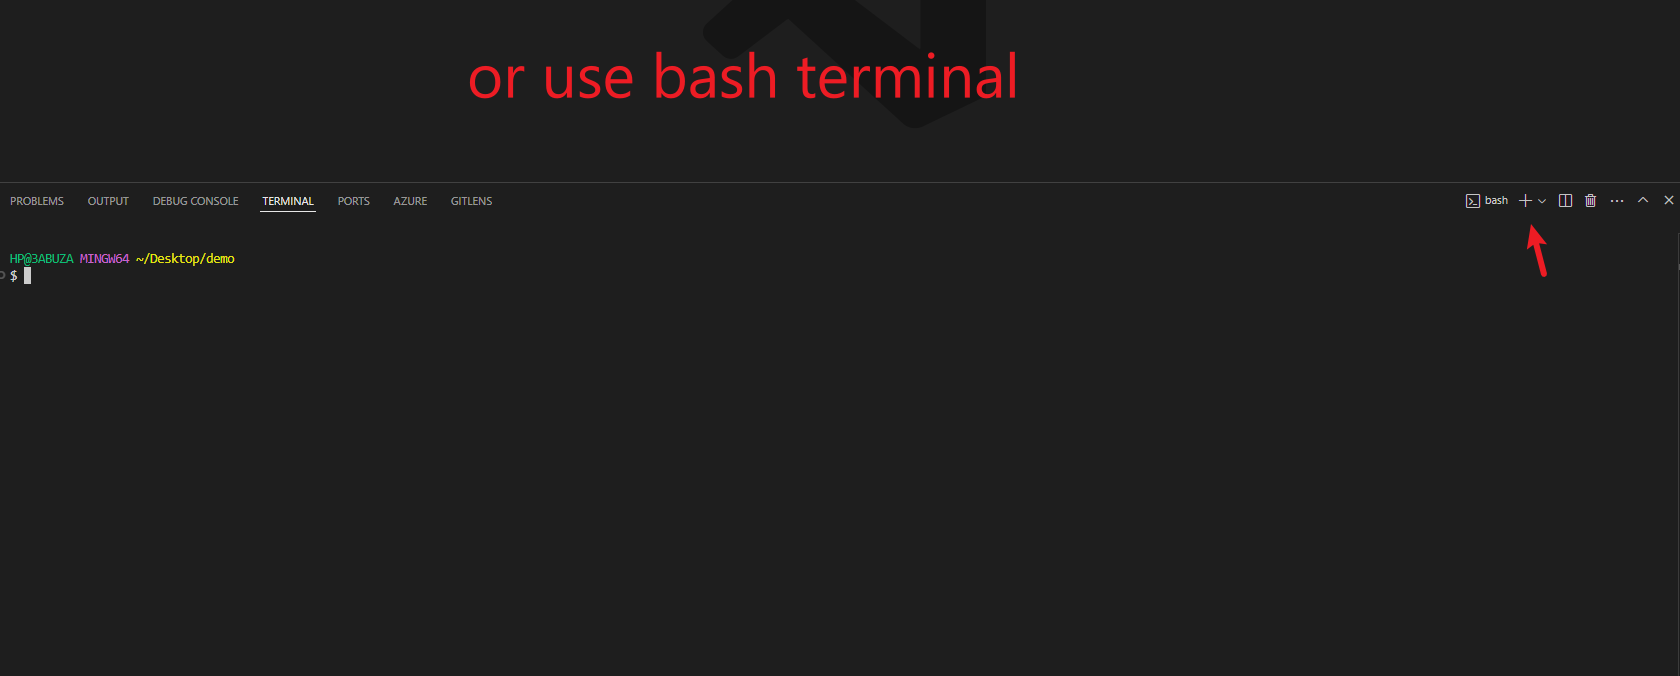 or use bash terminal
PROBLEMS OUTPUT DEBUG CONSOLE TERMINAL PORTS AZURE GITLENS bash
HP@3ABUZA MINGW64 ~/Desktop/demo
$